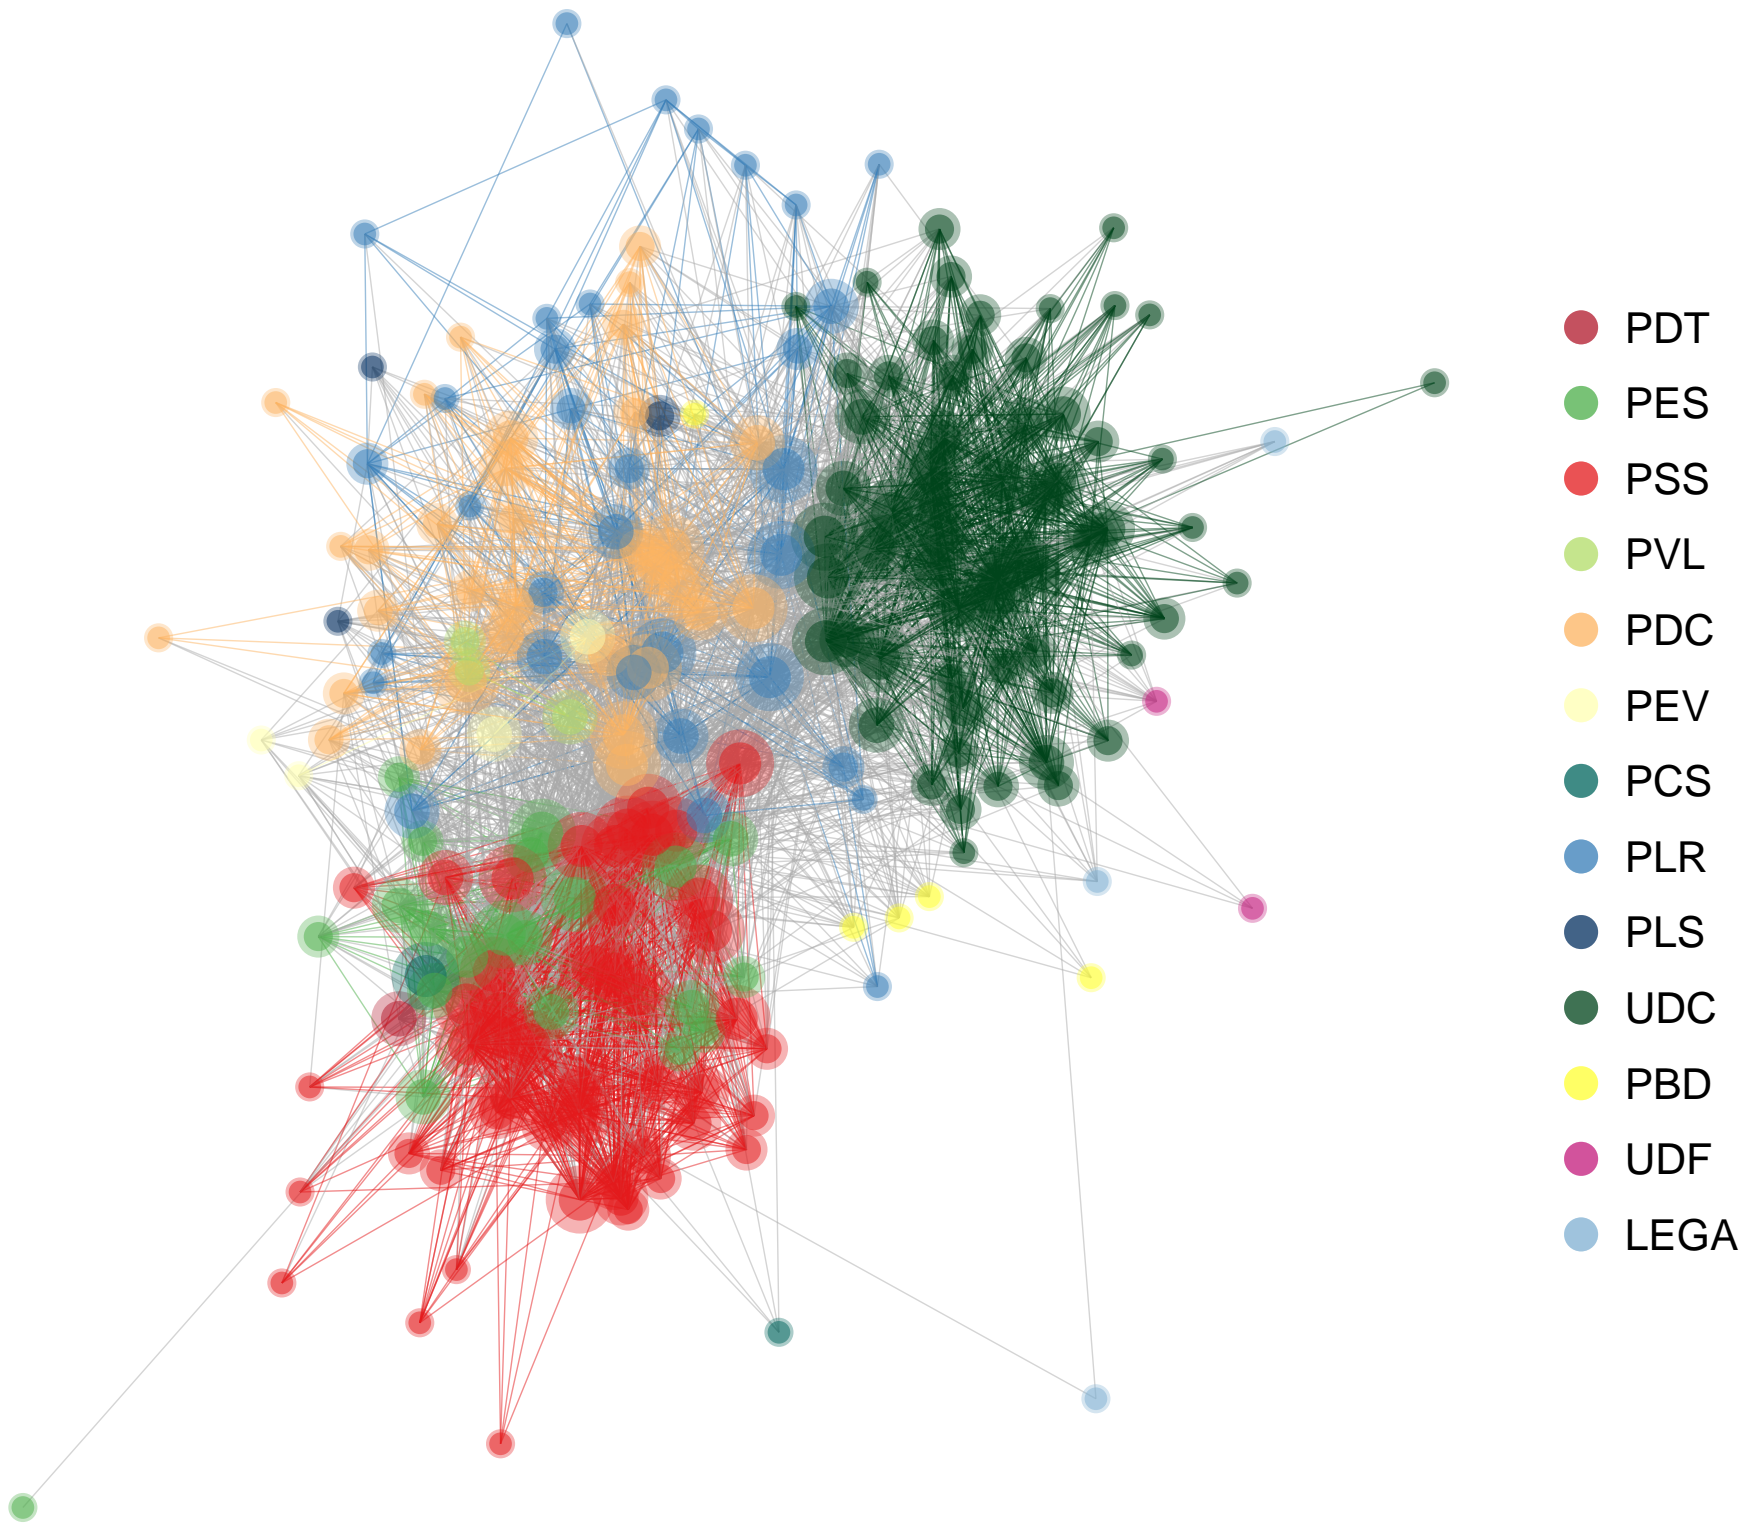 PDT
PES
PSS
PVL
PDC
PEV
PCS
PLR
PLS
UDC
PBD
UDF
LEGA